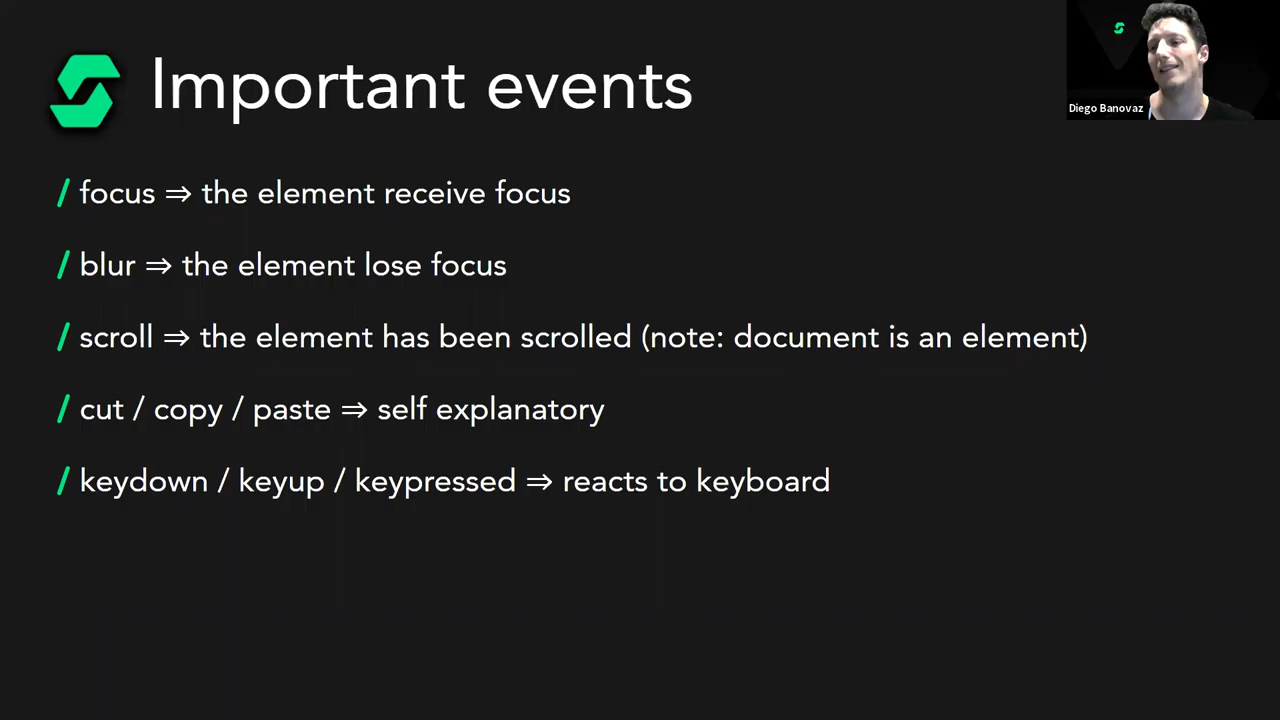 Important events
Diego Banovaz
/ focus ⇒ the element receive focus
/ blur ⇒ the element lose focus
/ scroll ⇒ the element has been scrolled (note: document is an element)
/ cut / copy / paste ⇒ self explanatory
/ keydown / keyup / keypressed ⇒ reacts to keyboard